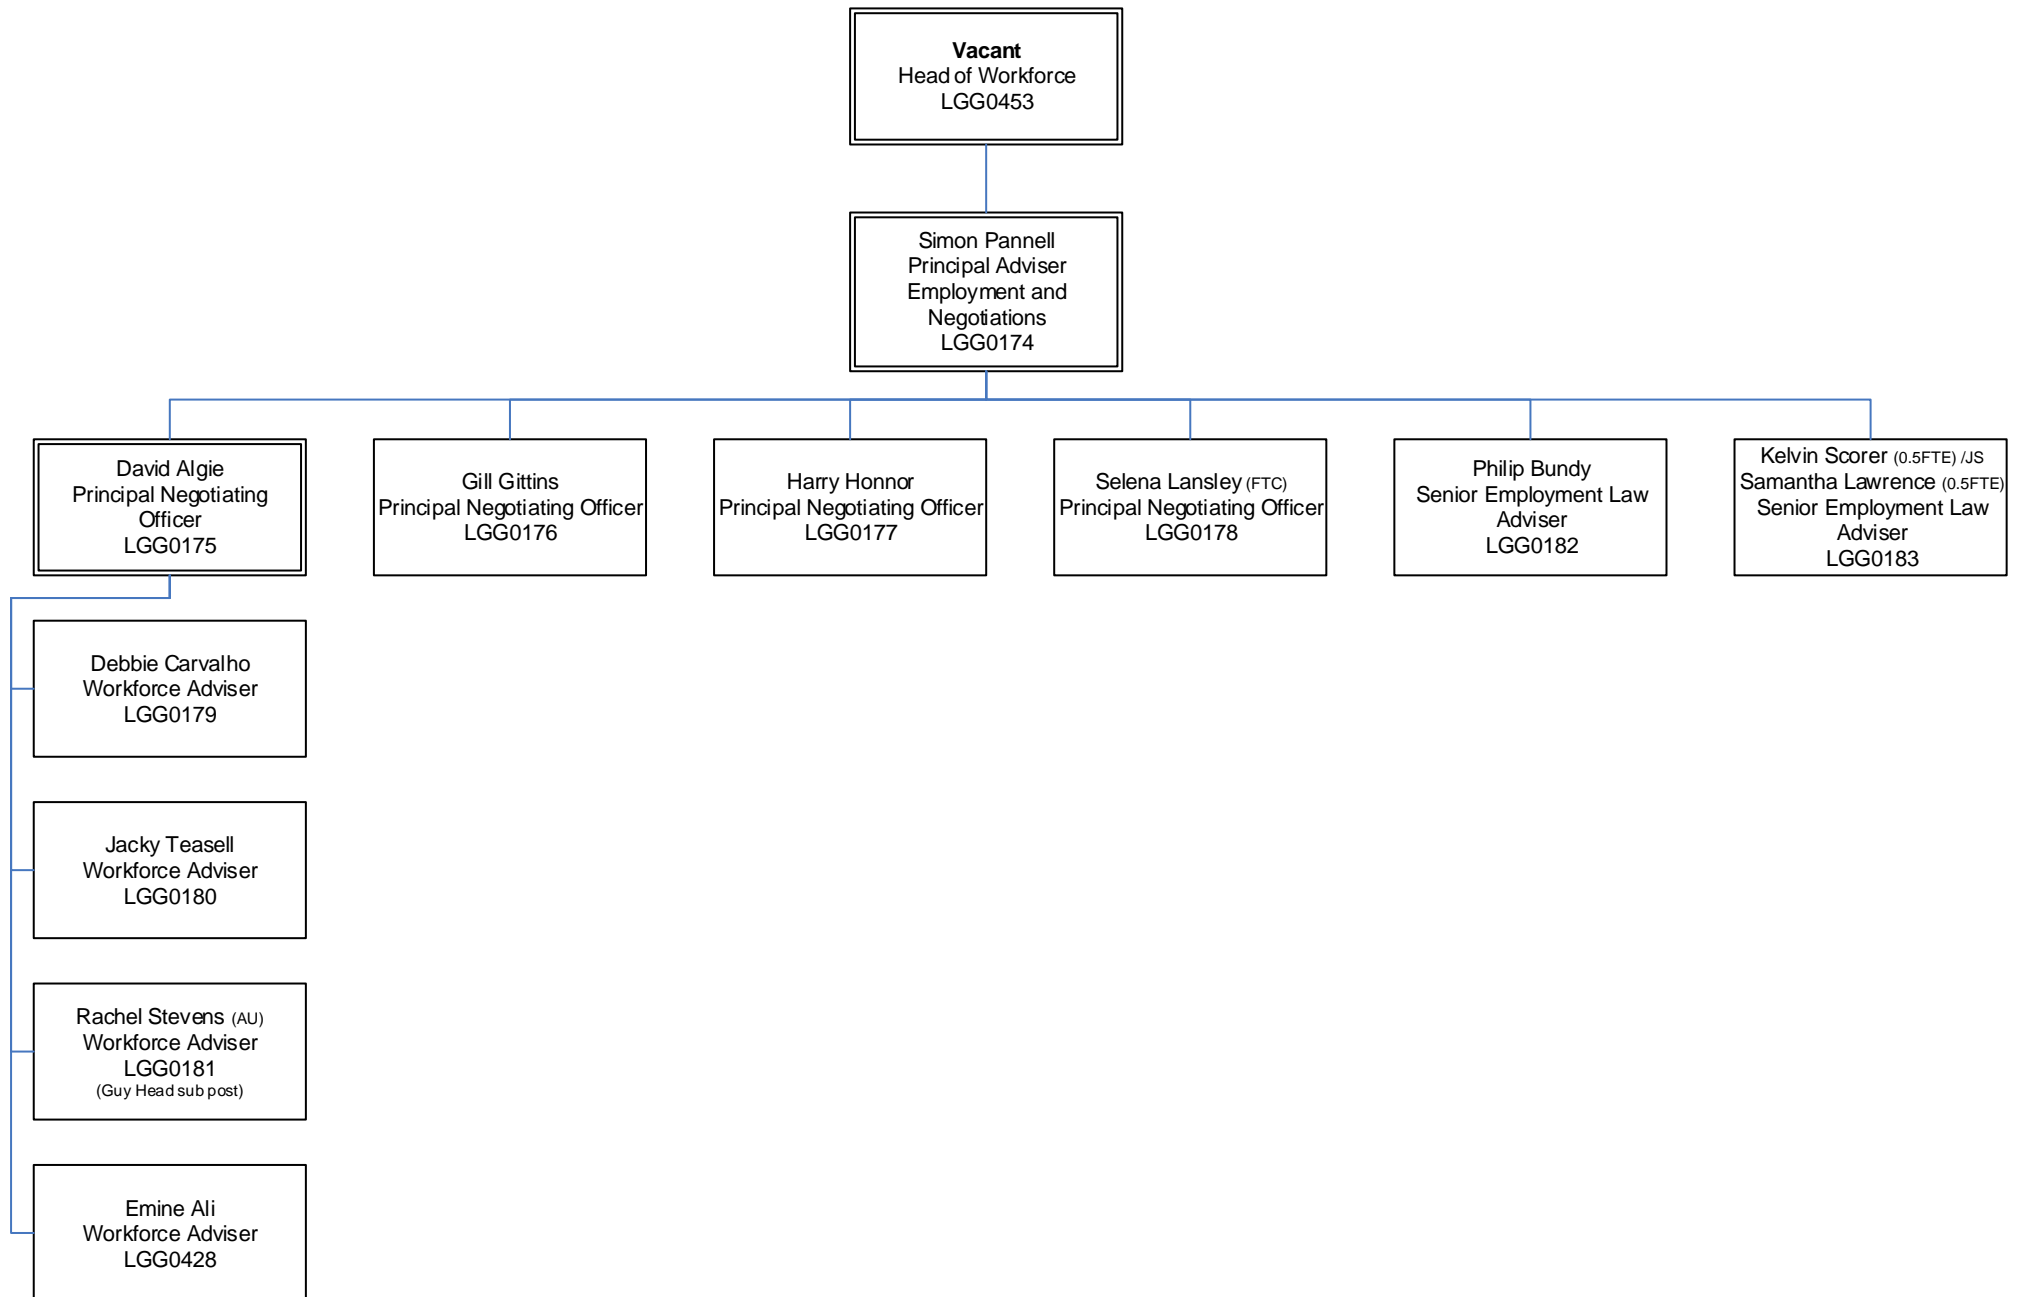 Vacant
Head of Workforce
LGG0453
Simon Pannell
Principal Adviser
Employment and
Negotiations
LGG0174
David Algie
Principal Negotiating
Officer
LGG0175
Gill Gittins
Principal Negotiating Officer
LGG0176
Harry Honnor
Principal Negotiating Officer
LGG0177
Selena Lansley (FTC)
Principal Negotiating Officer
LGG0178
Philip Bundy
Senior Employment Law
Adviser
LGG0182
Kelvin Scorer (0.5FTE) /JS
Samantha Lawrence (0.5FTE)
Senior Employment Law
Adviser
LGG0183
Debbie Carvalho
Workforce Adviser
LGG0179
Jacky Teasell
Workforce Adviser
LGG0180
Rachel Stevens (AU)
Workforce Adviser
LGG0181
(Guy Head sub post)
Emine Ali
Workforce Adviser
LGG0428